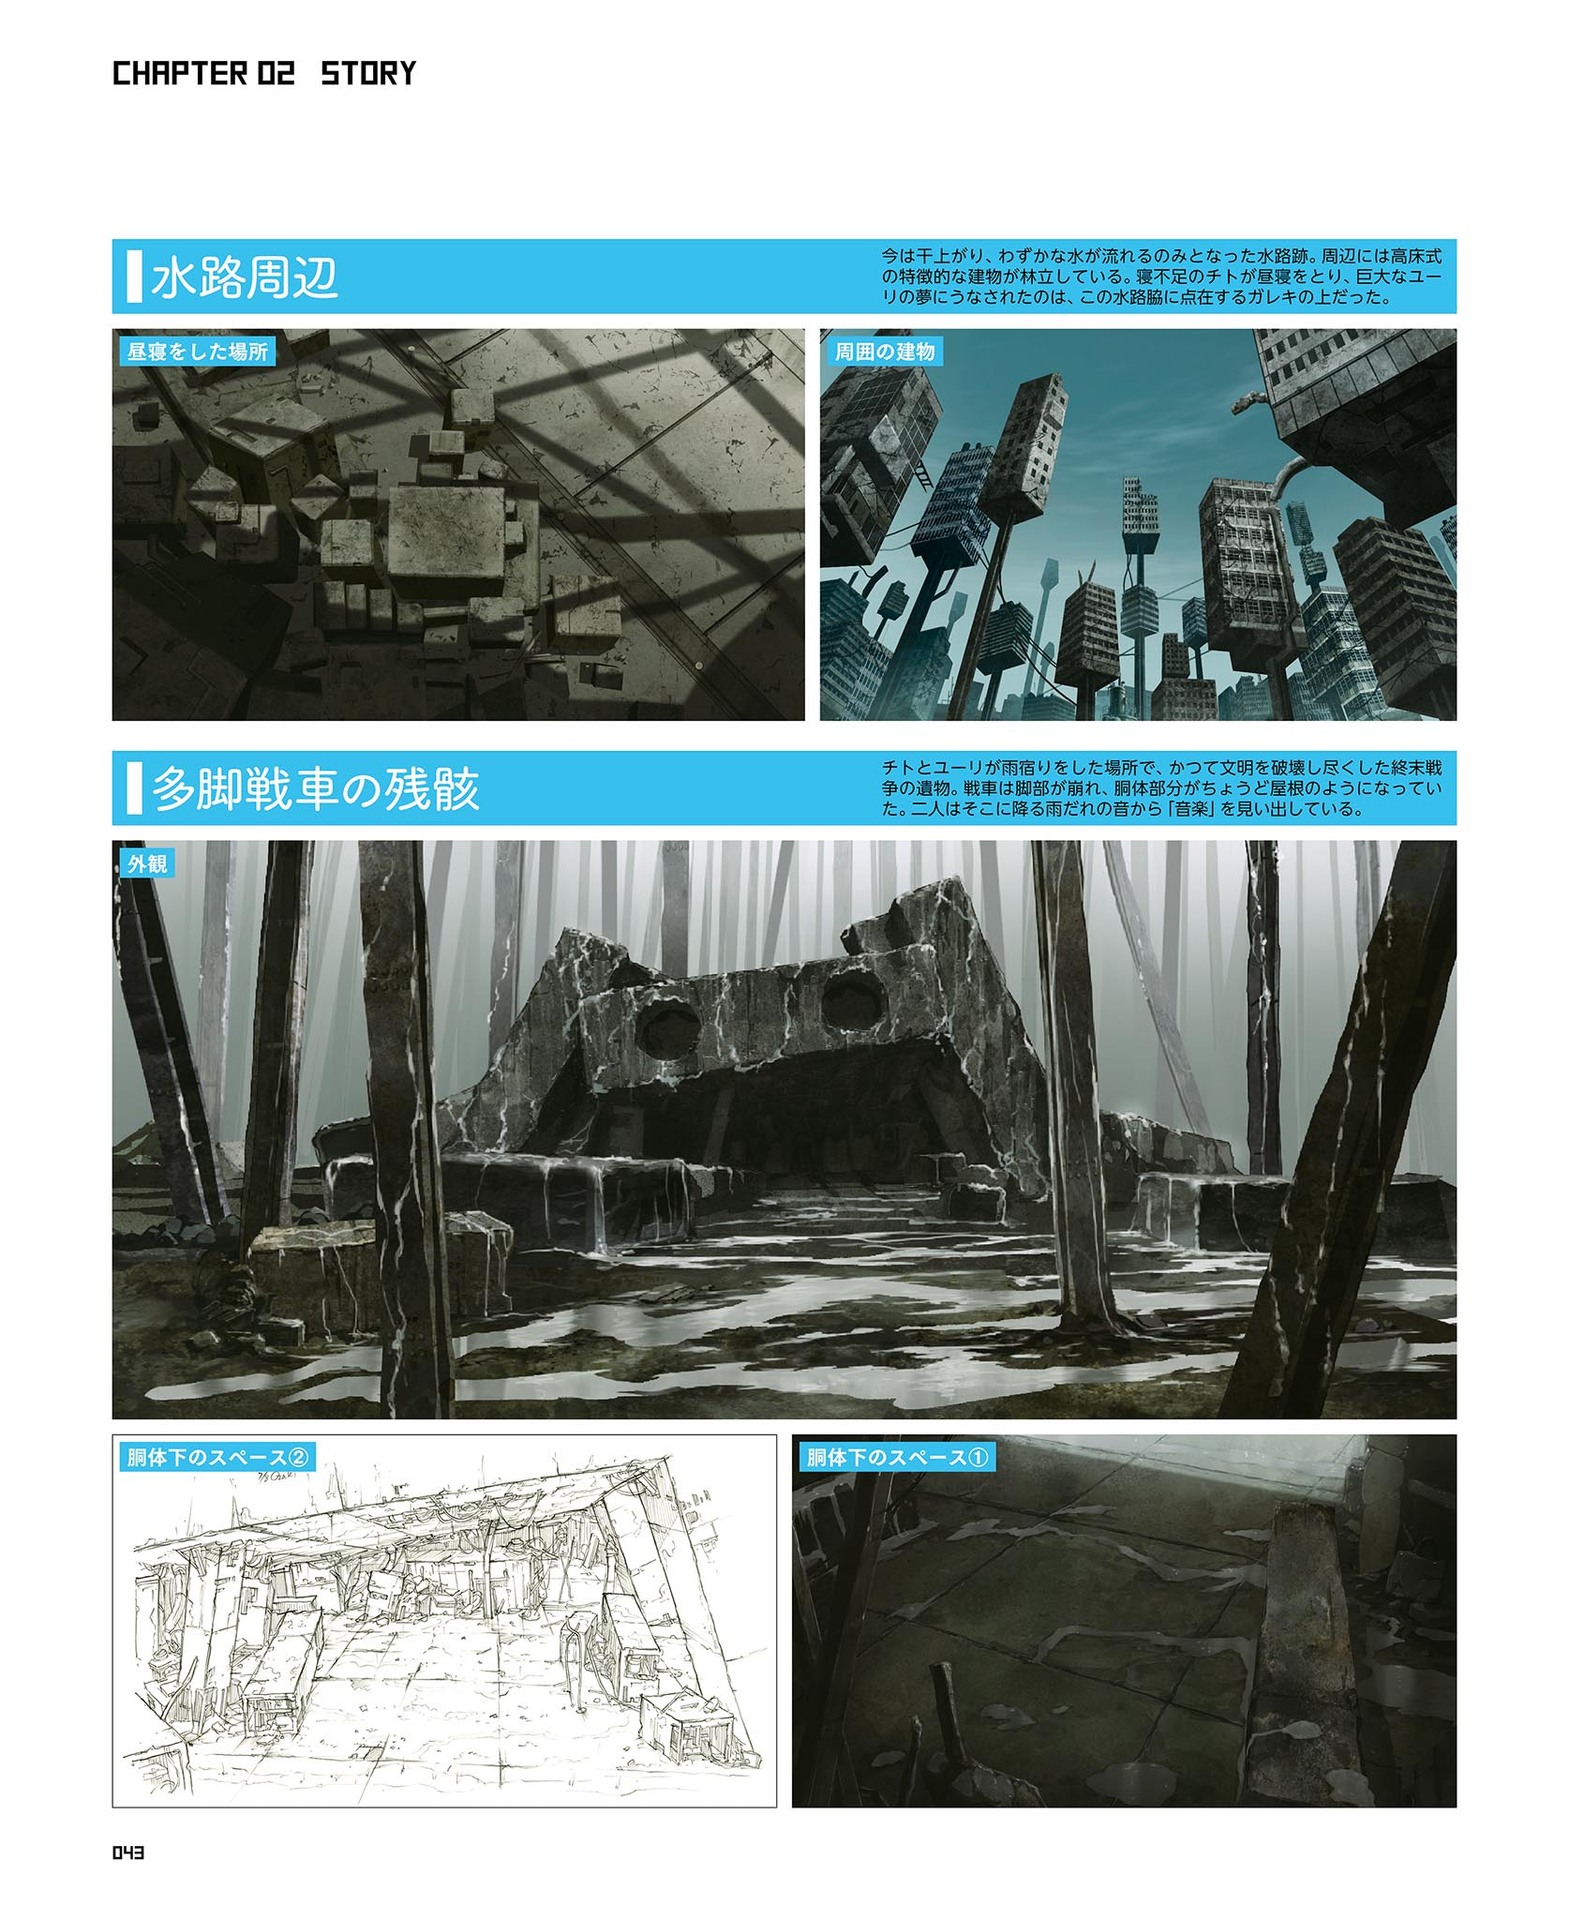 CHAPTER 02 STORY
水路周辺
今は干上がり、わずかな水が流れるのみとなった水路跡。周辺には高床式
の特徴的な建物が林立している。寝不足のチトが昼寝をとり、巨大なユー
リの夢にうなされたのは、この水路脇に点在するガレキの上だった。
昼寝をした場所
周囲の建物
多脚戦車の残骸
チトとユーリが雨宿りをした場所で、かつて文明を破壊し尽くした終末戦
争の遺物。戦車は脚部が崩れ、胴体部分がちょうど屋根のようになってい
た。二人はそこに降る雨だれの音から「音楽」を見い出している。
外観
胴体下のスペース②
胴体下のスペース①
043